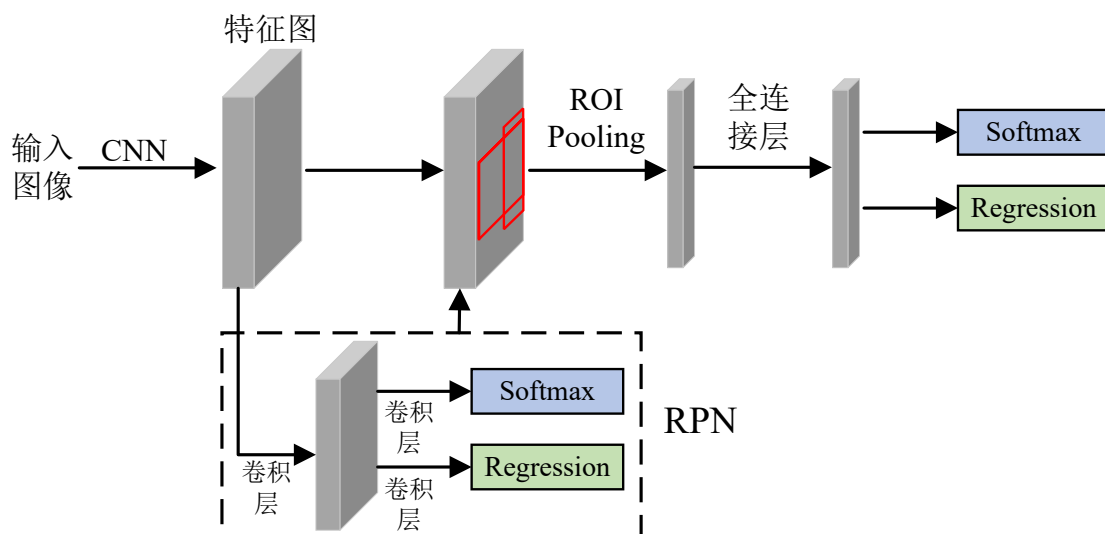 特征图
输入
图像
CNN
ROI
Pooling
全连
接层
Softmax
Regression
卷积
层
卷积
层
Softmax
卷积
层
Regression
RPN